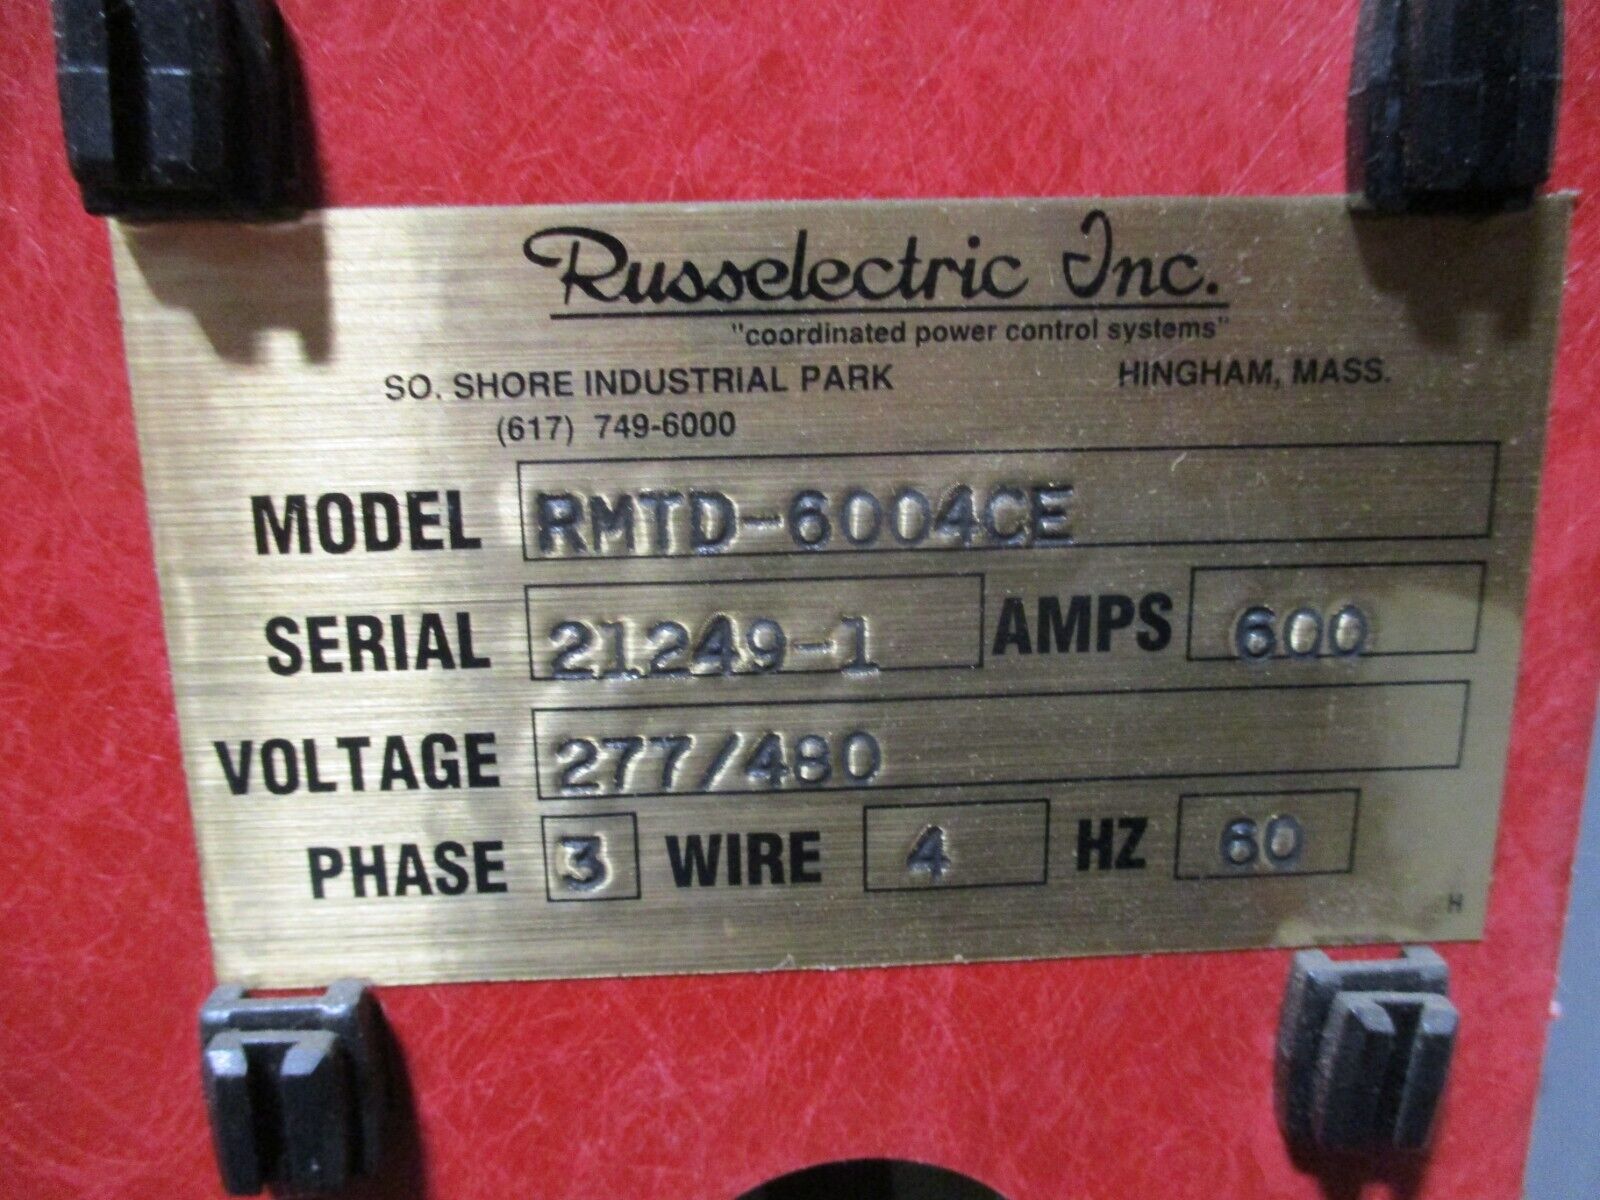 Russelectric Inc.
"coordinated power control systems"
SO. SHORE INDUSTRIAL PARK HINGHAM, MASS.
(617) 749-6000
MODEL RMTD-6004CE
SERIAL 21249-1 AMPS 600
VOLTAGE 277/480
PHASE 3 WIRE 4 HZ 60
H